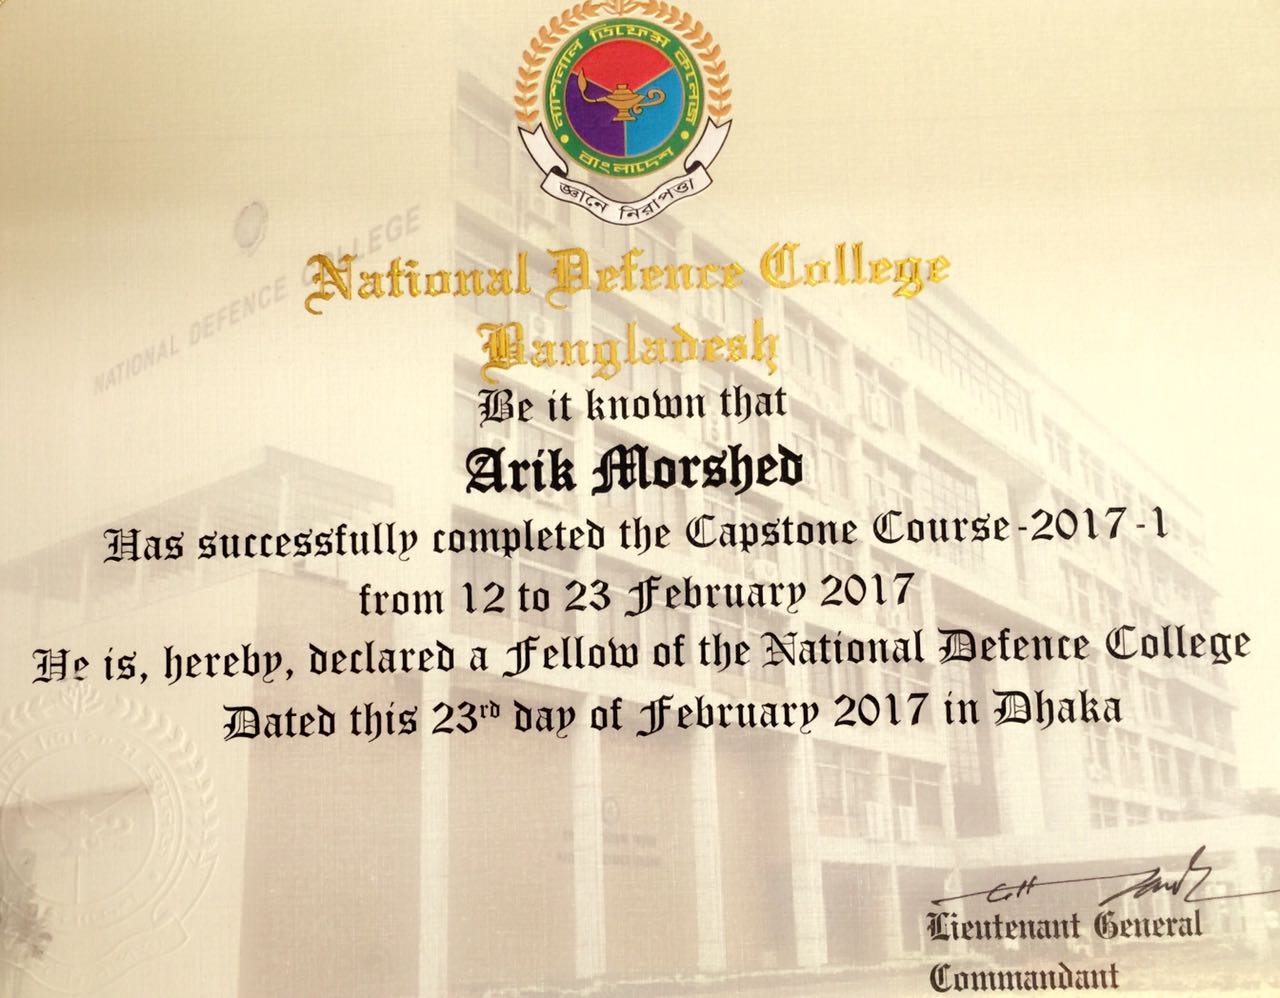 ন্যাশনাল ডিফেন্স কলেজ
বাংলাদেশ
জ্ঞানে নিরাপত্তা
NATIONAL DEFENCE COLLEGE
National Defence College
Bangladesh
Be it known that
Arik Morshed
Has successfully completed the Capstone Course-2017-1
from 12 to 23 February 2017
He is, hereby, declared a Fellow of the National Defence College
Dated this 23rd day of February 2017 in Dhaka
Lieutenant General
Commandant